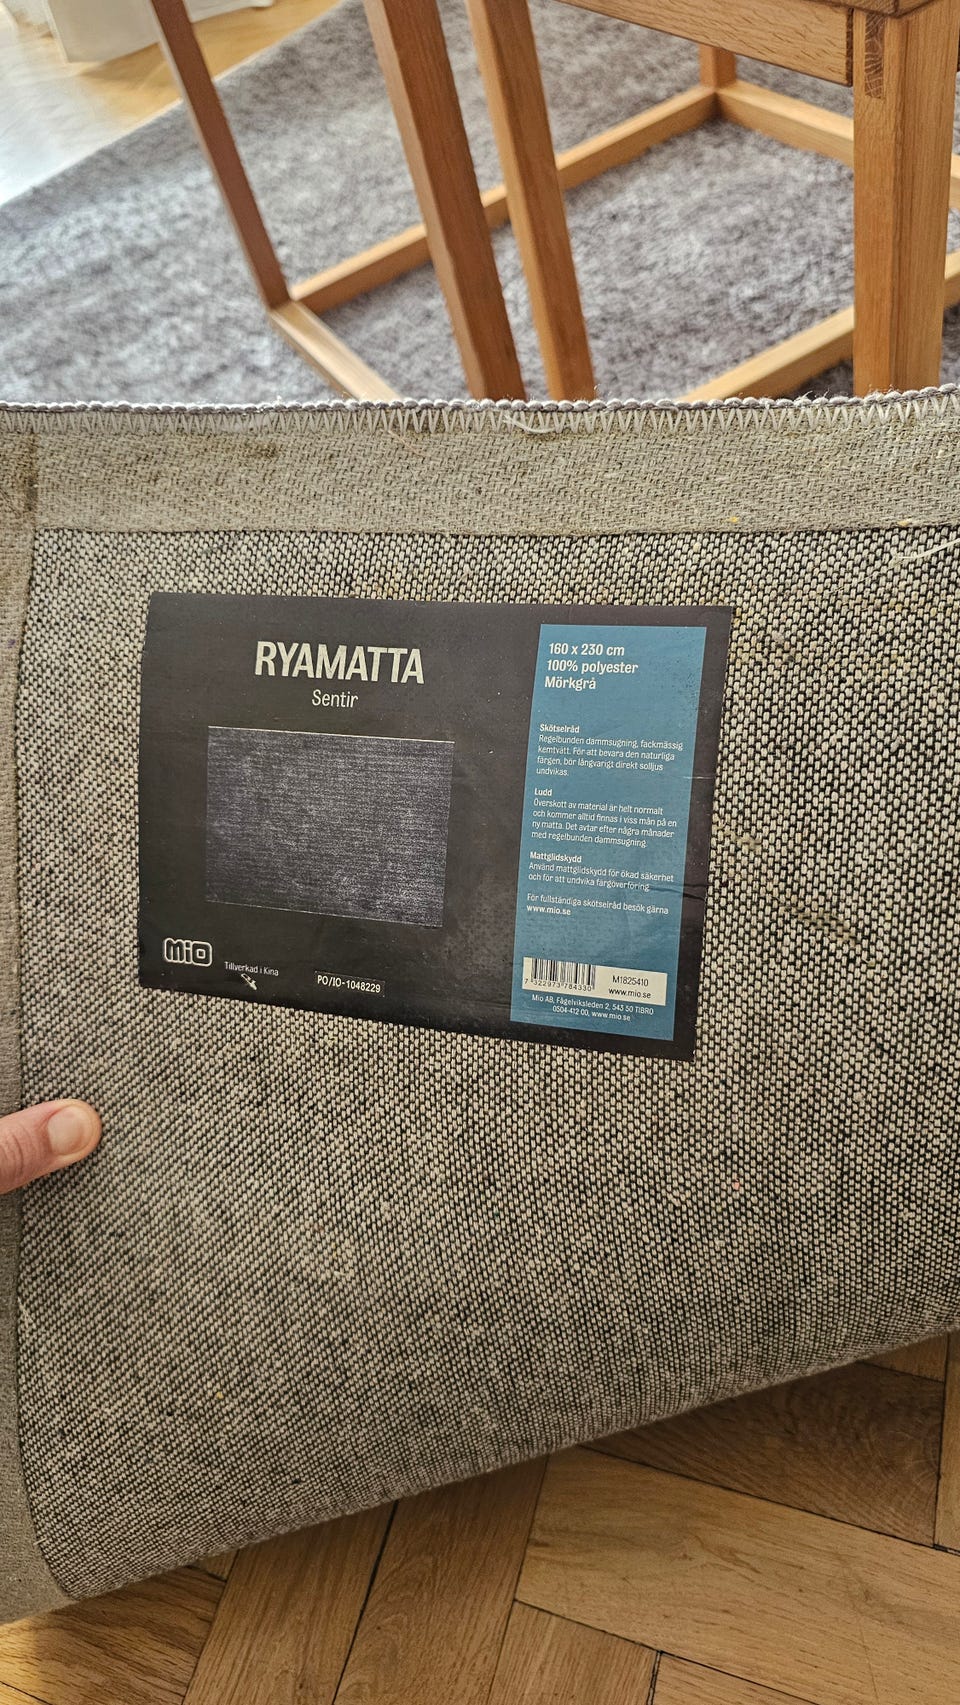 RYAMATTA
Sentir
mio
Tillverkad i Kina
PO/IO-1048229
160 x 230 cm
100% polyester
Mörkgrå
Skötselråd
Regelbunden dammsugning, fackmässig
kemtvätt. För att bevara den naturliga
färgen, bör långvarigt direkt solljus
undvikas.
Ludd
Överskott av material är helt normalt
och kommer alltid finnas i viss mån på en
ny matta. Det avtar efter några månader
med regelbunden dammsugning.
Mattglidskydd
Använd mattglidskydd för ökad säkerhet
och för att undvika färgöverföring.
För fullständiga skötselråd besök gärna
www.mio.se
7 322973 784330
M1825410
www.mio.se
Mio AB, Fågelviksleden 2, 543 50 TIBRO
0504-412 00, www.mio.se